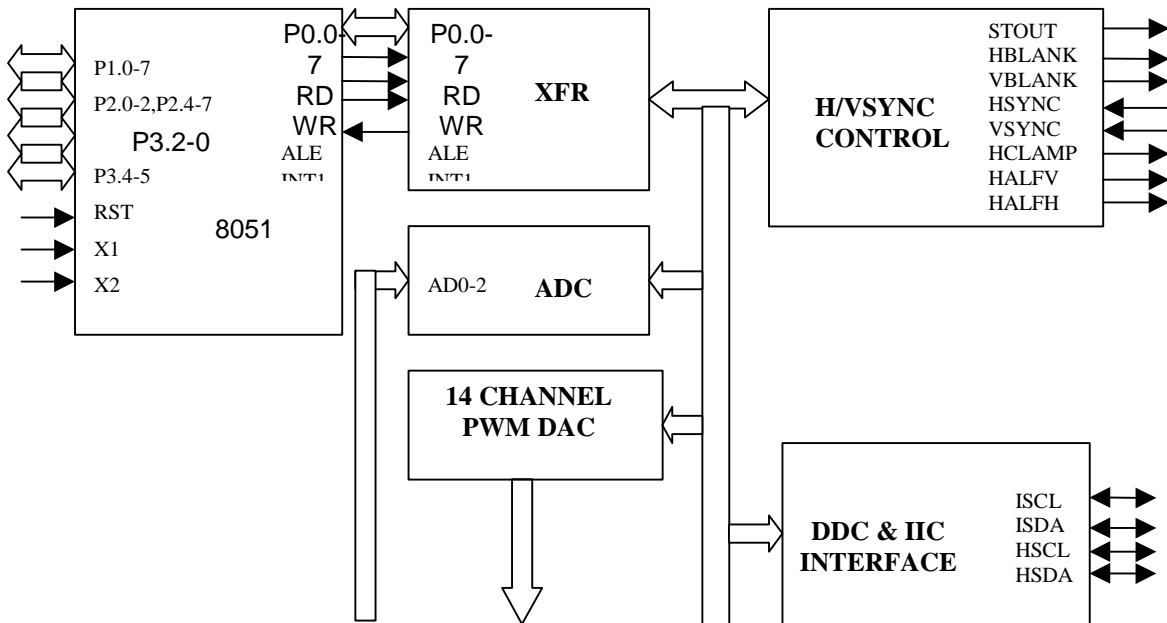 P1.0-7
P2.0-2,P2.4-7
P3.2-0
P3.4-5
RST
X1
X2
8051
P0.0-
7
RD
WR
ALE
INT1
P0.0-
7
RD
WR
ALE
INT1
XFR
AD0-2
ADC
14 CHANNEL
PWM DAC
H/VSYNC
CONTROL
STOUT
HBLANK
VBLANK
HSYNC
VSYNC
HCLAMP
HALFV
HALFH
DDC & IIC
INTERFACE
ISCL
ISDA
HSCL
HSDA